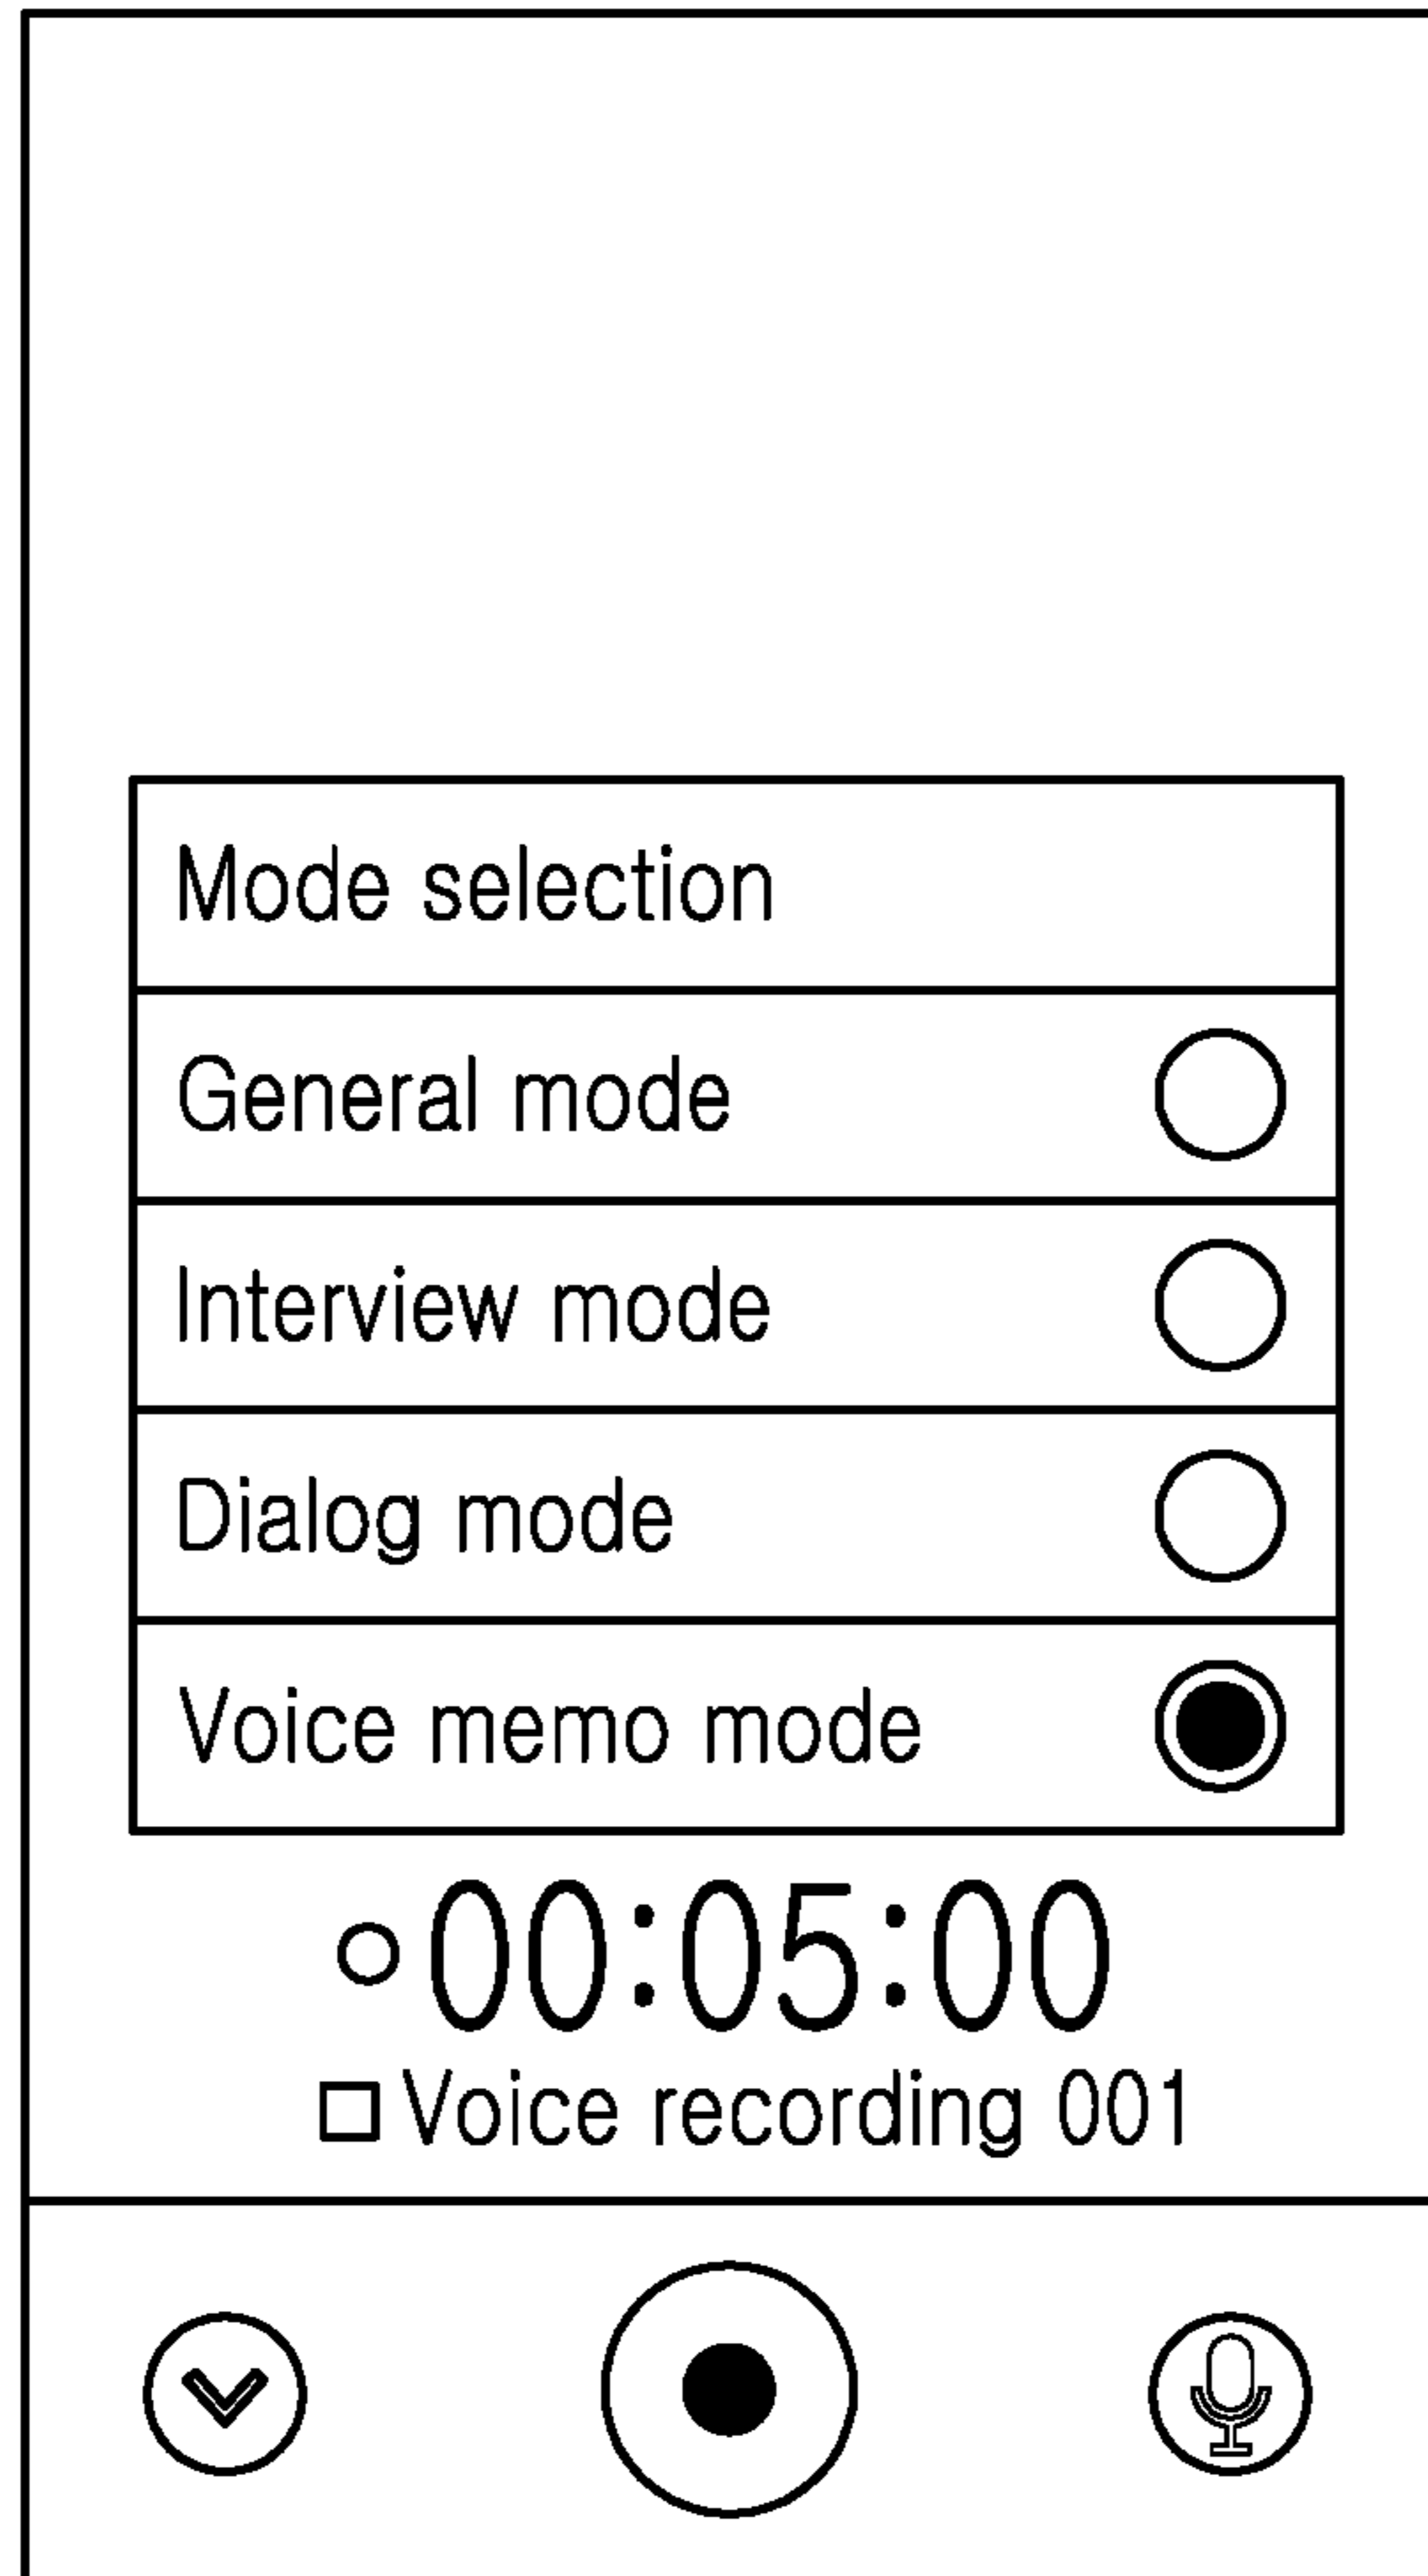 Mode selection
General mode
Interview mode
Dialog mode
Voice memo mode
00:05:00
Voice recording 001